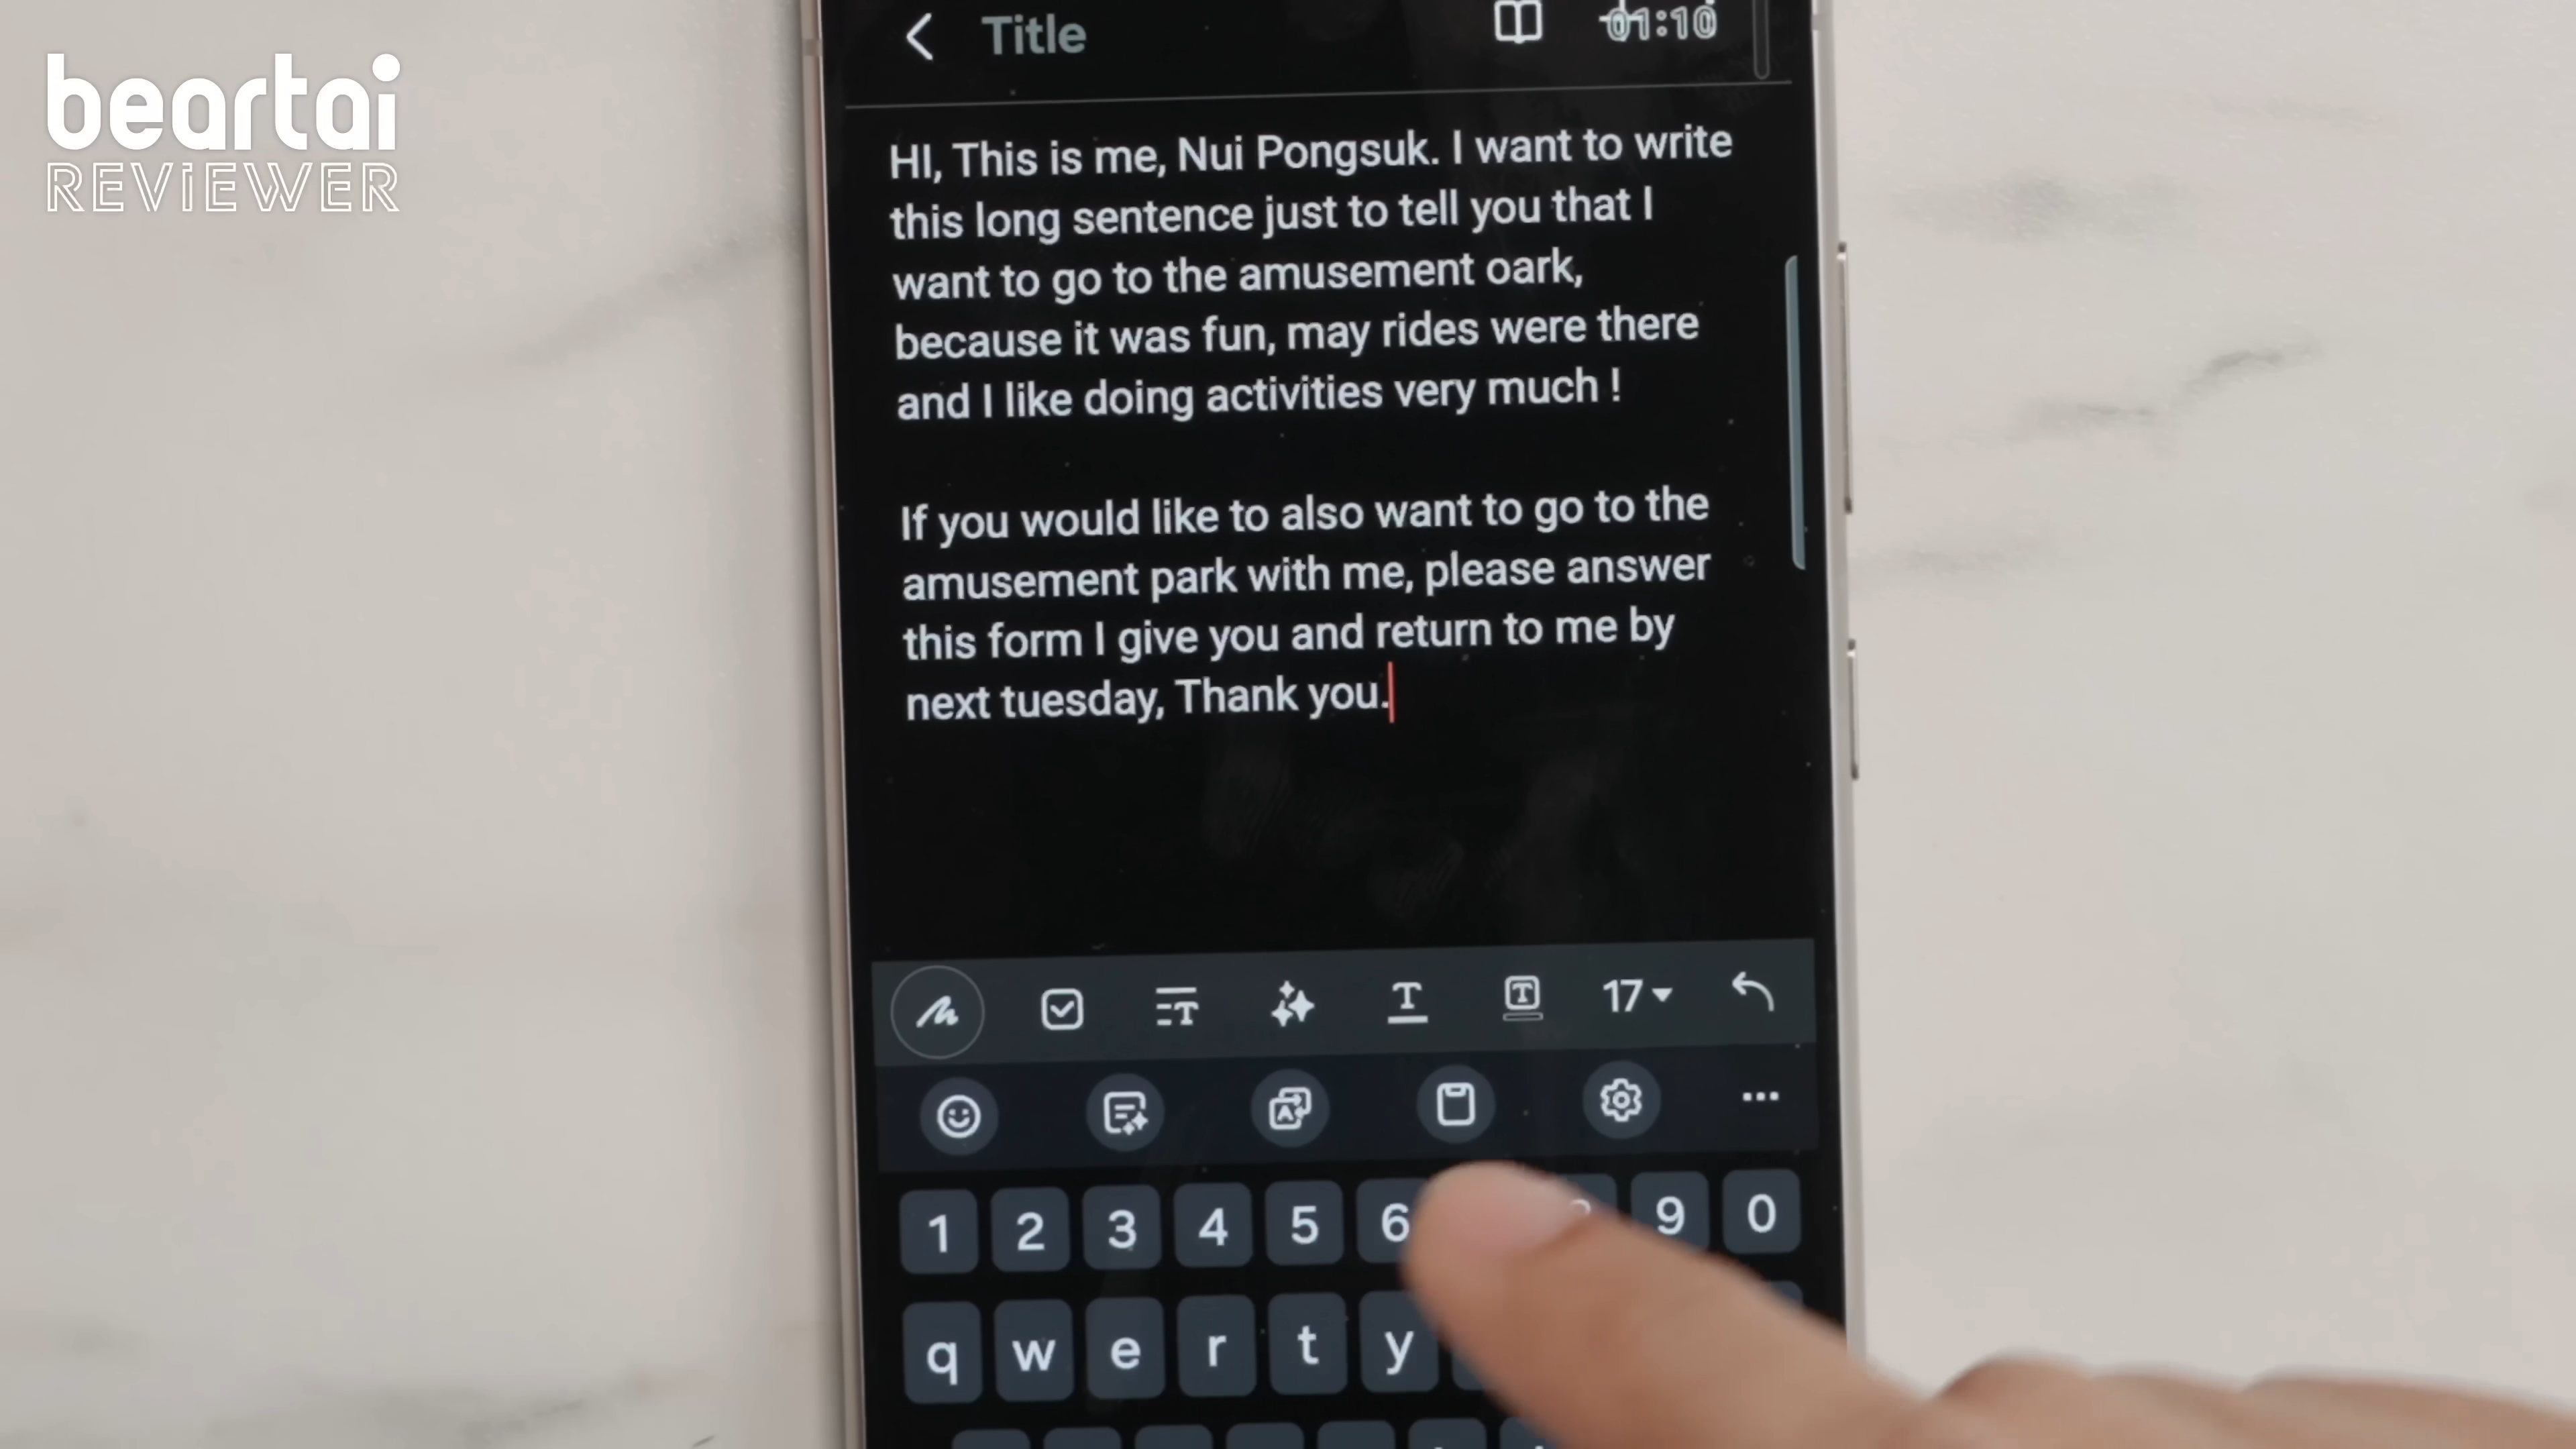 beartai
REViEWER
Title
01:10
HI, This is me, Nui Pongsuk. I want to write
this long sentence just to tell you that I
want to go to the amusement oark,
because it was fun, may rides were there
and I like doing activities very much !
If you would like to also want to go to the
amusement park with me, please answer
this form I give you and return to me by
next tuesday, Thank you.
T T T 17
A
1 2 3 4 5 6 9 0
q w e r t y